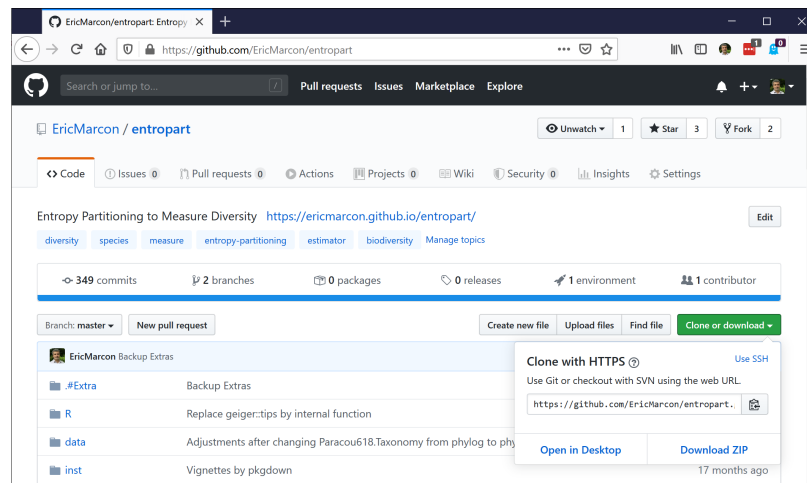 EricMarcon/entropart: Entropy
https://github.com/EricMarcon/entropart
1
0
Search or jump to...
/
Pull requests Issues Marketplace Explore
EricMarcon / entropart
Unwatch 1 Star 3 Fork 2
Code Issues 0 Pull requests 0 Actions Projects 0 Wiki Security 0 Insights Settings
Entropy Partitioning to Measure Diversity https://ericmarcon.github.io/entropart/ Edit
diversity species measure entropy-partitioning estimator biodiversity Manage topics
349 commits 2 branches 0 packages 0 releases 1 environment 1 contributor
Branch: master New pull request Create new file Upload files Find file Clone or download
EricMarcon Backup Extras
Clone with HTTPS Use SSH
Use Git or checkout with SVN using the web URL.
https://github.com/EricMarcon/entropart.
Open in Desktop Download ZIP
.#Extra Backup Extras
R Replace geiger::tips by internal function
data Adjustments after changing Paracou618.Taxonomy from phylog to phy
inst Vignettes by pkgdown 17 months ago